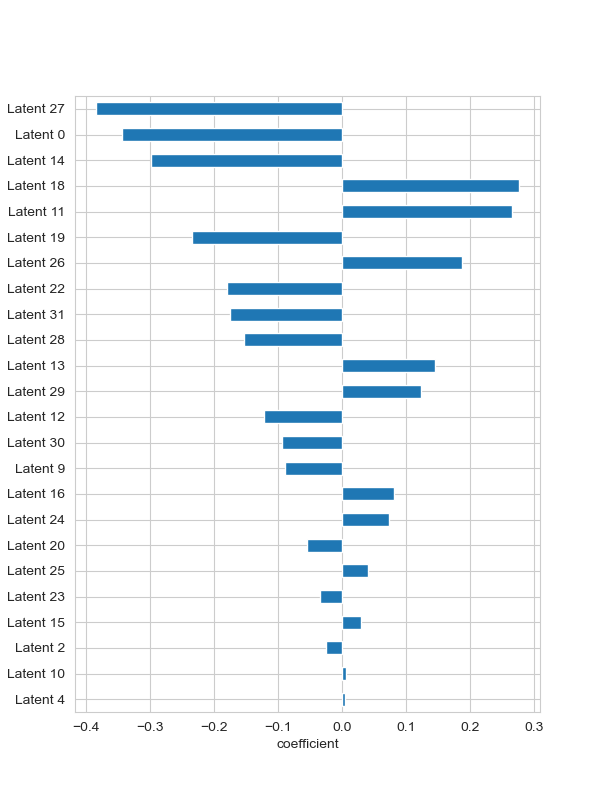 Latent 27
Latent 0
Latent 14
Latent 18
Latent 11
Latent 19
Latent 26
Latent 22
Latent 31
Latent 28
Latent 13
Latent 29
Latent 12
Latent 30
Latent 9
Latent 16
Latent 24
Latent 20
Latent 25
Latent 23
Latent 15
Latent 2
Latent 10
Latent 4
−0.4 −0.3 −0.2 −0.1 0.0 0.1 0.2 0.3
coefficient